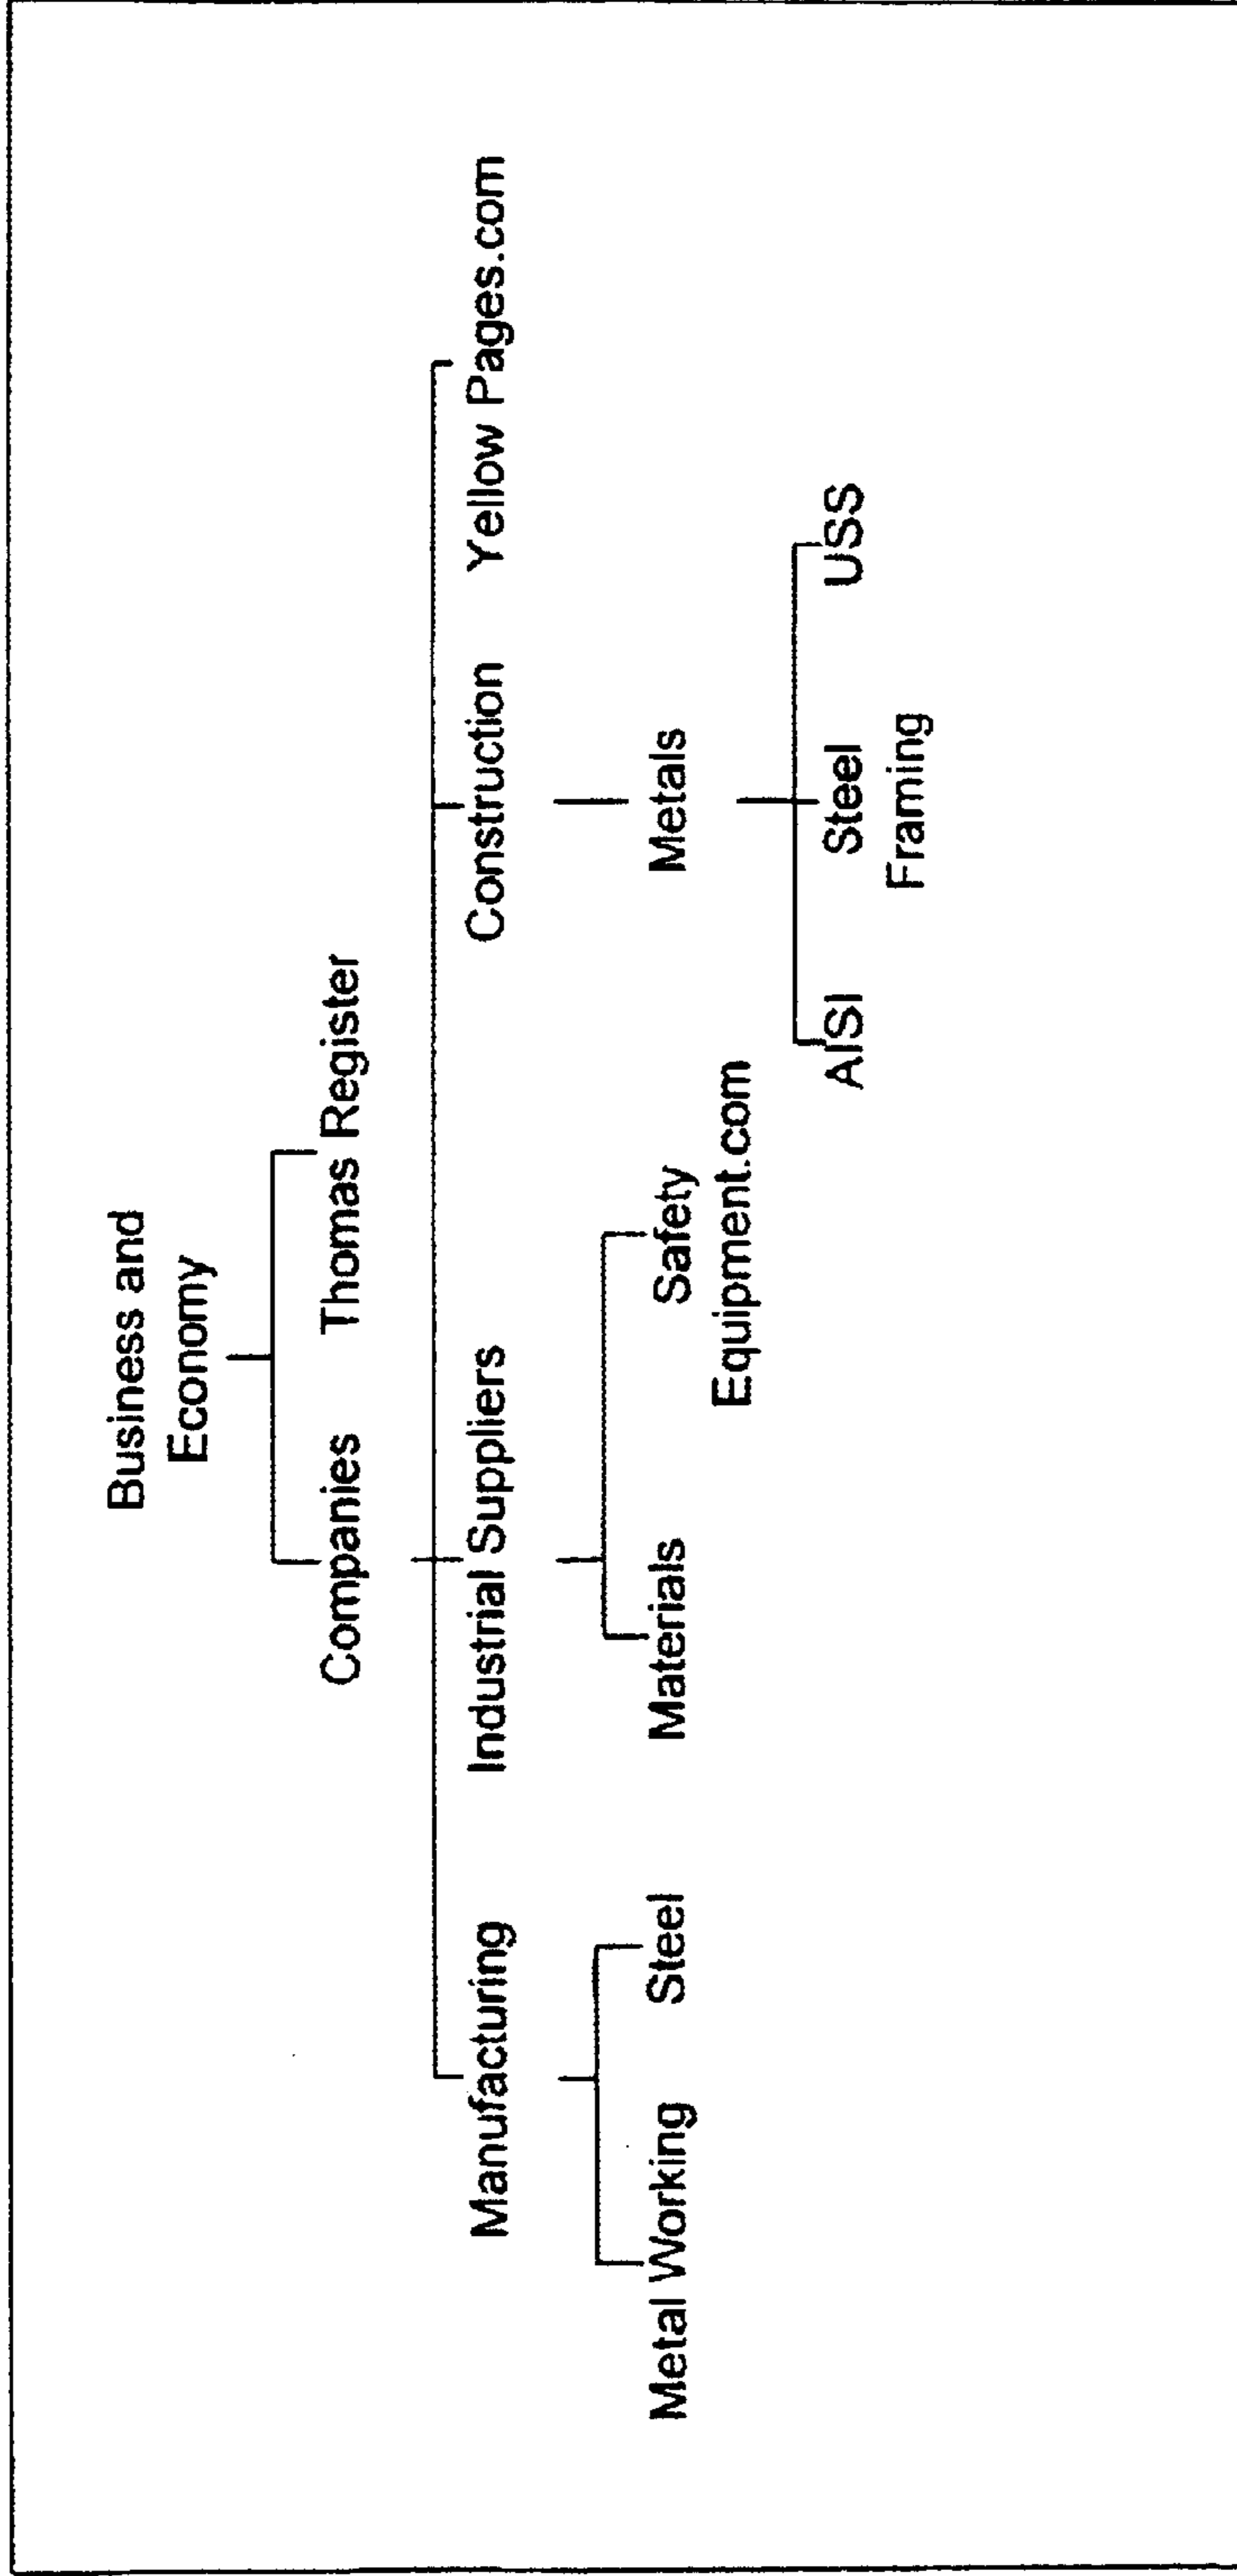 Business and
Economy
Companies Thomas Register
Manufacturing Industrial Suppliers Construction Yellow Pages.com
Metal Working Steel Materials Safety Metals
Equipment.com
AISI Steel USS
Framing